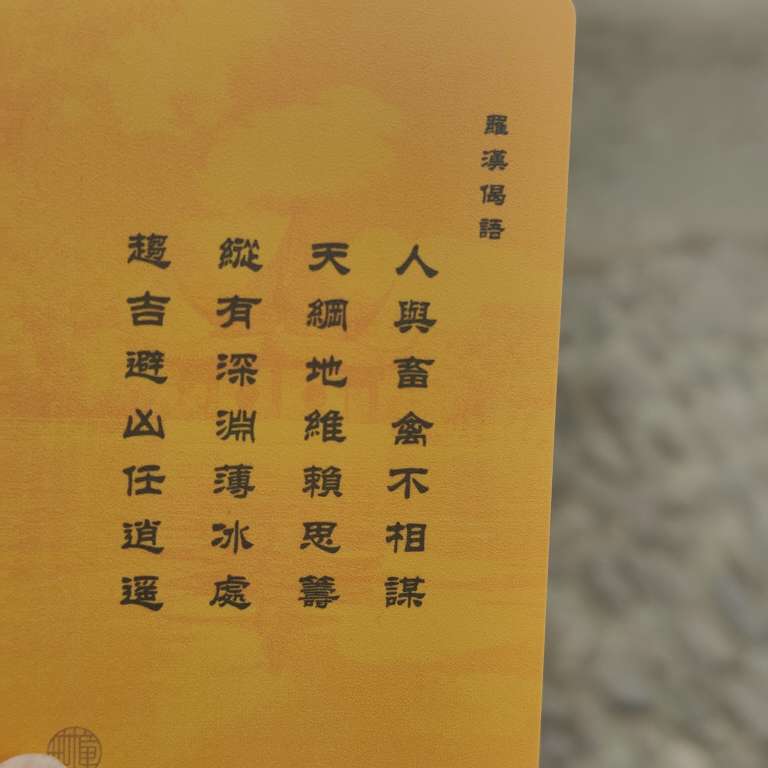 羅漢偈語
人與畜禽不相謀
天綱地維賴思籌
縱有深淵薄冰處
趨吉避凶任逍遥